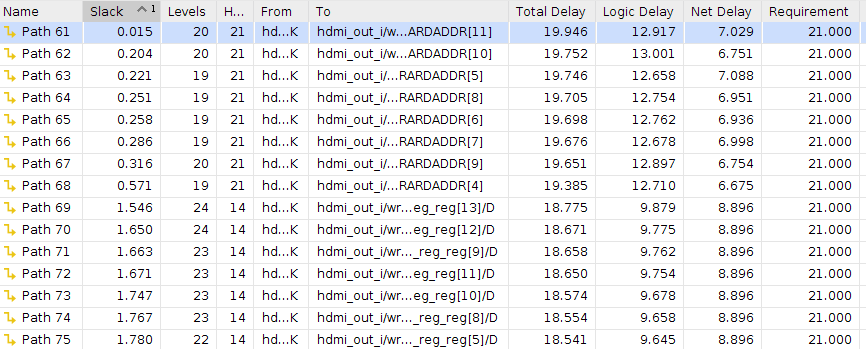 Name Slack ^ 1 Levels H... From To Total Delay Logic Delay Net Delay Requirement
Path 61 0.015 20 21 hd...K hdmi_out_i/w...ARDADDR[11] 19.946 12.917 7.029 21.000
Path 62 0.204 20 21 hd...K hdmi_out_i/w...ARDADDR[10] 19.752 13.001 6.751 21.000
Path 63 0.221 19 21 hd...K hdmi_out_i/...RARDADDR[5] 19.746 12.658 7.088 21.000
Path 64 0.251 19 21 hd...K hdmi_out_i/...RARDADDR[8] 19.705 12.754 6.951 21.000
Path 65 0.258 19 21 hd...K hdmi_out_i/...RARDADDR[6] 19.698 12.762 6.936 21.000
Path 66 0.286 19 21 hd...K hdmi_out_i/...RARDADDR[7] 19.676 12.678 6.998 21.000
Path 67 0.316 20 21 hd...K hdmi_out_i/...RARDADDR[9] 19.651 12.897 6.754 21.000
Path 68 0.571 19 21 hd...K hdmi_out_i/...RARDADDR[4] 19.385 12.710 6.675 21.000
Path 69 1.546 24 14 hd...K hdmi_out_i/wr...eg_reg[13]/D 18.775 9.879 8.896 21.000
Path 70 1.650 24 14 hd...K hdmi_out_i/wr...eg_reg[12]/D 18.671 9.775 8.896 21.000
Path 71 1.663 23 14 hd...K hdmi_out_i/wr..._reg_reg[9]/D 18.658 9.762 8.896 21.000
Path 72 1.671 23 14 hd...K hdmi_out_i/wr...eg_reg[11]/D 18.650 9.754 8.896 21.000
Path 73 1.747 23 14 hd...K hdmi_out_i/wr...eg_reg[10]/D 18.574 9.678 8.896 21.000
Path 74 1.767 23 14 hd...K hdmi_out_i/wr..._reg_reg[8]/D 18.554 9.658 8.896 21.000
Path 75 1.780 22 14 hd...K hdmi_out_i/wr..._reg_reg[5]/D 18.541 9.645 8.896 21.000